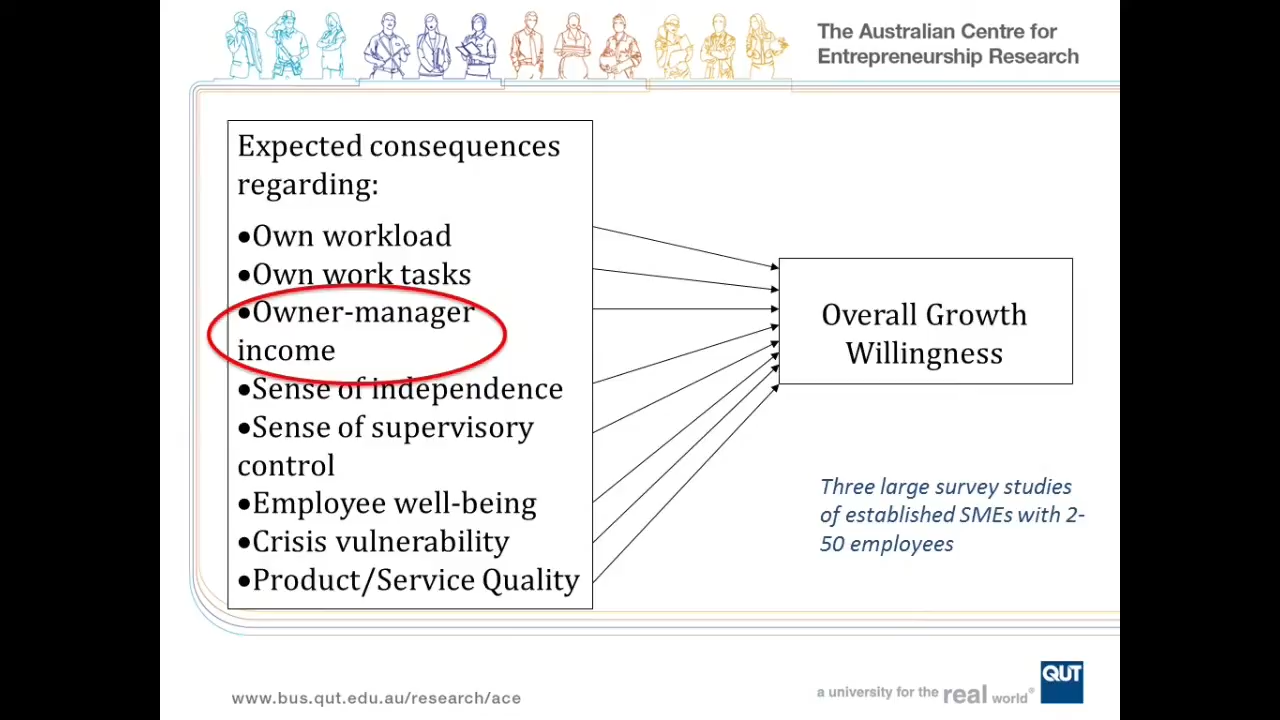 The Australian Centre for
Entrepreneurship Research
Expected consequences
regarding:
•Own workload
•Own work tasks
•Owner-manager
income
•Sense of independence
•Sense of supervisory
control
•Employee well-being
•Crisis vulnerability
•Product/Service Quality
Overall Growth
Willingness
Three large survey studies
of established SMEs with 2-
50 employees
www.bus.qut.edu.au/research/ace
a university for the real world®
QUT